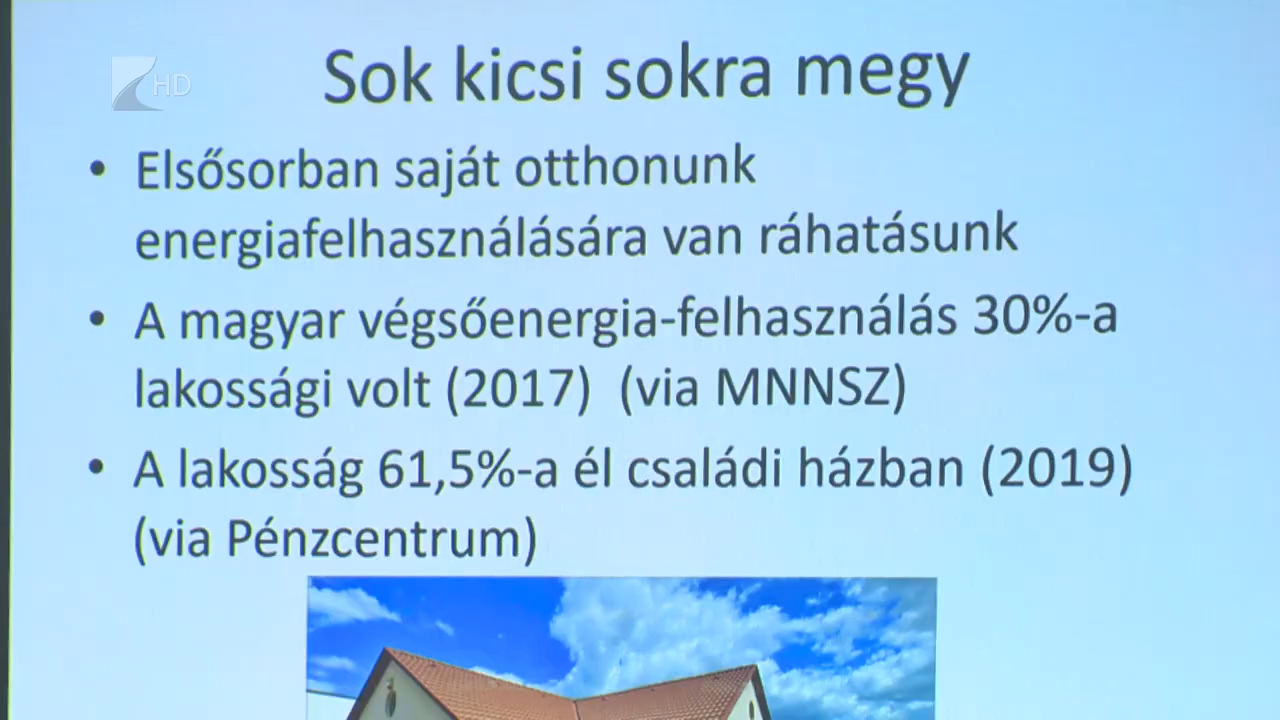 HD
Sok kicsi sokra megy
• Elsősorban saját otthonunk
energiafelhasználására van ráhatásunk
• A magyar végsőenergia-felhasználás 30%-a
lakossági volt (2017) (via MNNSZ)
• A lakosság 61,5%-a él családi házban (2019)
(via Pénzcentrum)